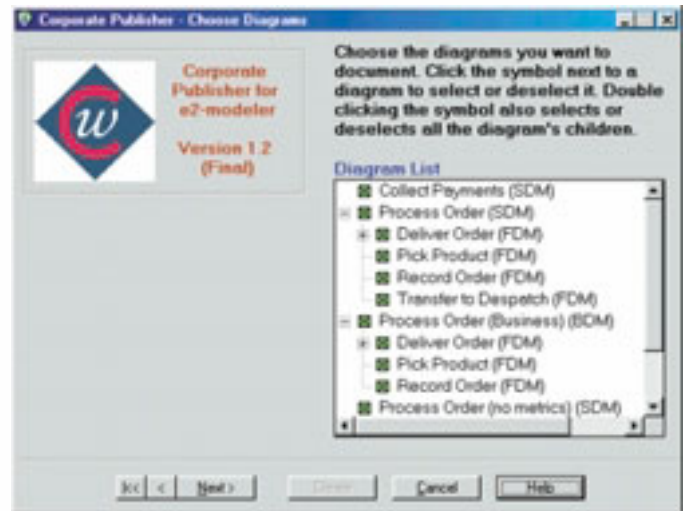 Corporate Publisher - Choose Diagrams
Cw
Corporate
Publisher for
e2-modeler
Version 1.2
(Final)
Choose the diagrams you want to
document. Click the symbol next to a
diagram to select or deselect it. Double
clicking the symbol also selects or
deselects all the diagram's children.
Diagram List
Collect Payments (SDM)
Process Order (SDM)
Deliver Order (FDM)
Pick Product (FDM)
Record Order (FDM)
Transfer to Despatch (FDM)
Process Order (Business) (BDM)
Deliver Order (FDM)
Pick Product (FDM)
Record Order (FDM)
Process Order (no metrics) (SDM)
|<< < Next > Cancel Help